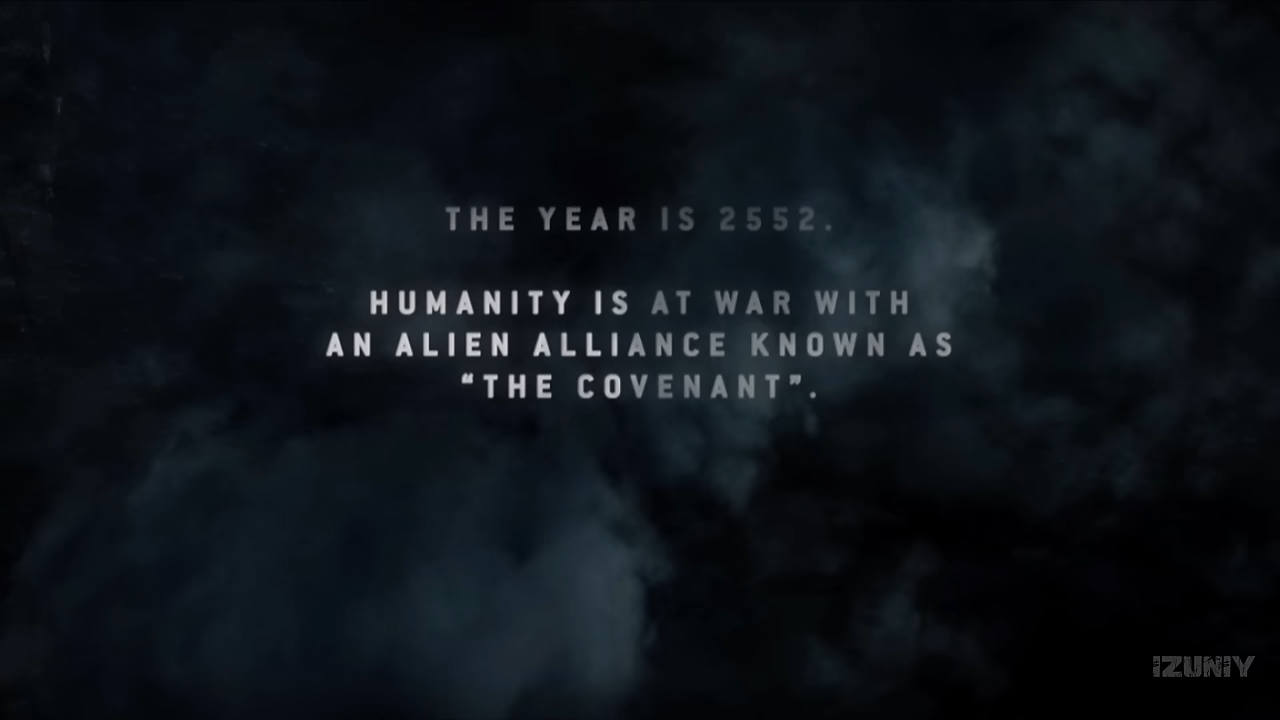 THE YEAR IS 2552.
HUMANITY IS AT WAR WITH
AN ALIEN ALLIANCE KNOWN AS
“THE COVENANT”.
IZUNIY